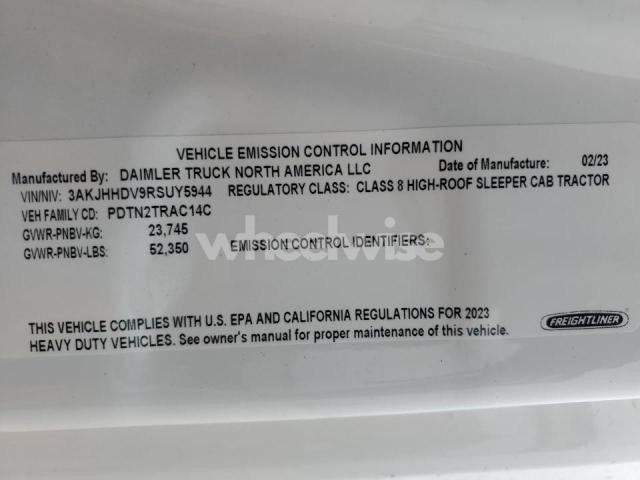 VEHICLE EMISSION CONTROL INFORMATION
Manufactured By: DAIMLER TRUCK NORTH AMERICA LLC Date of Manufacture: 02/23
VIN/NIV: 3AKJHHDV9RSUY5944 REGULATORY CLASS: CLASS 8 HIGH-ROOF SLEEPER CAB TRACTOR
VEH FAMILY CD: PDTN2TRAC14C
GVWR-PNBV-KG: 23,745
GVWR-PNBV-LBS: 52,350 EMISSION CONTROL IDENTIFIERS:
wheelwise
THIS VEHICLE COMPLIES WITH U.S. EPA AND CALIFORNIA REGULATIONS FOR 2023
HEAVY DUTY VEHICLES. See owner's manual for proper maintenance of this vehicle.
FREIGHTLINER